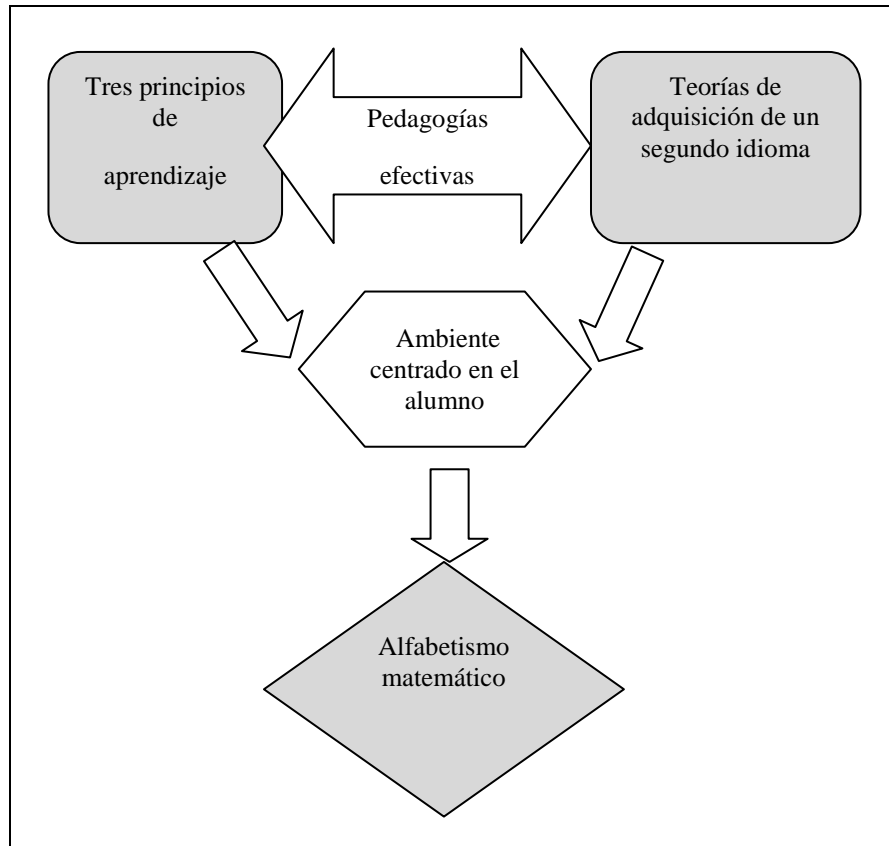 Tres principios
de
aprendizaje
Pedagogías
efectivas
Teorías de
adquisición de un
segundo idioma
Ambiente
centrado en el
alumno
Alfabetismo
matemático